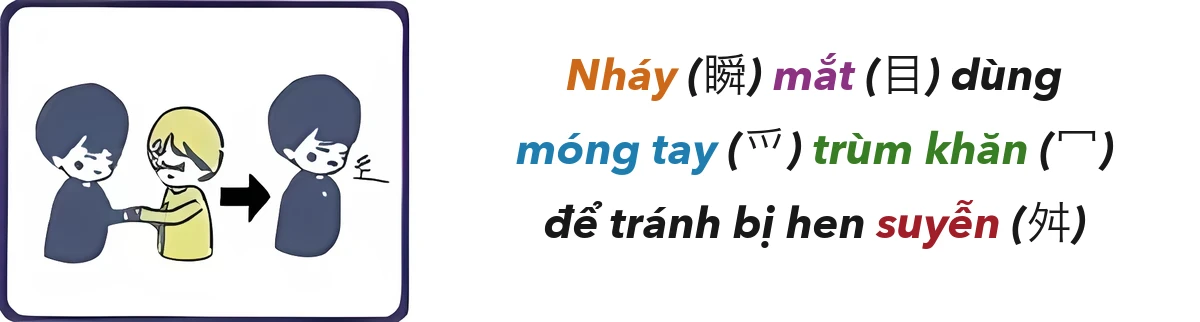 Nháy (瞬) mắt (目) dùng
móng tay (爫) trùm khăn (冖)
để tránh bị hen suyễn (舛)